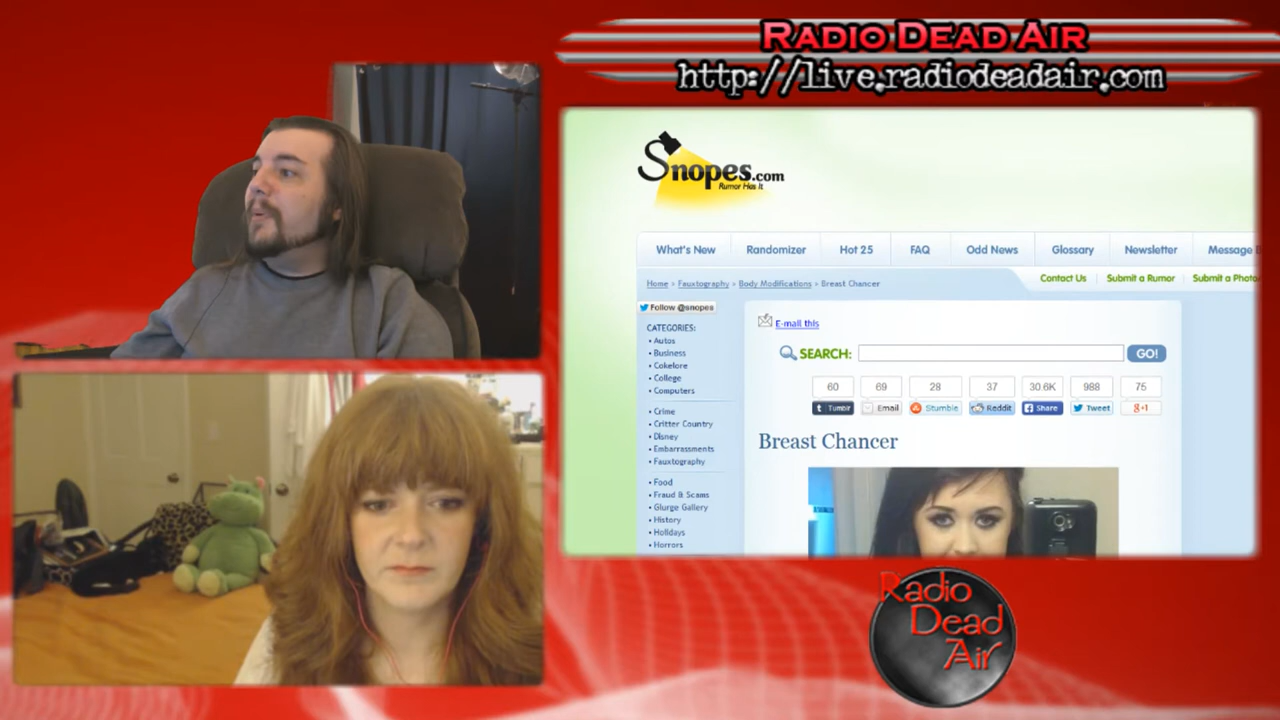 RADIO DEAD AIR
http://live.radiodeadair.com
Snopes.com
Rumor Has It
What's New
Randomizer
Hot 25
FAQ
Odd News
Glossary
Newsletter
Message
Contact Us
Submit a Rumor
Submit a Photo
Home » Fauxtography » Body Modifications » Breast Chancer
Follow @snopes
E-mail this
CATEGORIES:
• Autos
• Business
• Cokelore
• College
• Computers
• Crime
• Critter Country
• Disney
• Embarrassments
• Fauxtography
• Food
• Fraud & Scams
• Glurge Gallery
• History
• Holidays
• Horrors
SEARCH:
GO!
60
69
28
37
30.6K
988
75
Tumblr
Email
Stumble
Reddit
Share
Tweet
g+1
Breast Chancer
Radio
Dead
Air